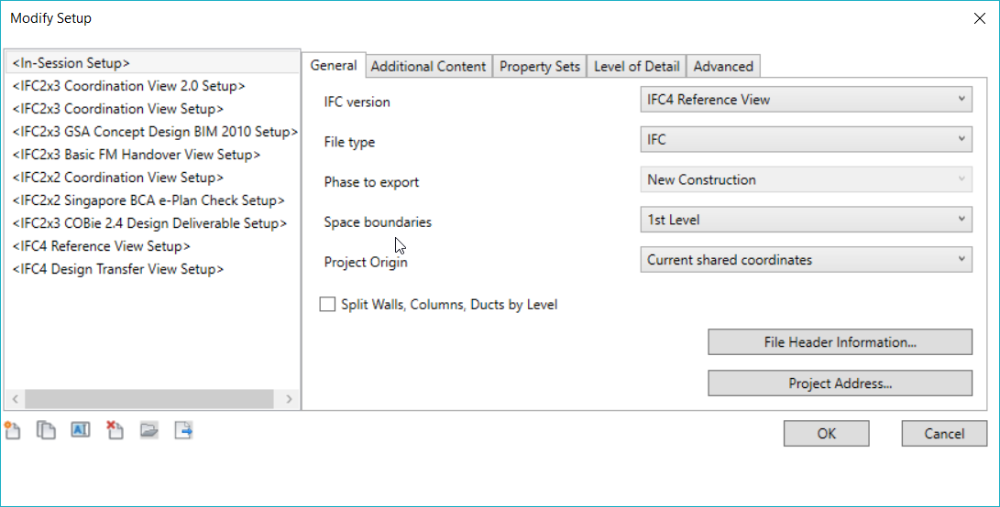 Modify Setup
<In-Session Setup>
<IFC2x3 Coordination View 2.0 Setup>
<IFC2x3 Coordination View Setup>
<IFC2x3 GSA Concept Design BIM 2010 Setup>
<IFC2x3 Basic FM Handover View Setup>
<IFC2x2 Coordination View Setup>
<IFC2x2 Singapore BCA e-Plan Check Setup>
<IFC2x3 COBie 2.4 Design Deliverable Setup>
<IFC4 Reference View Setup>
<IFC4 Design Transfer View Setup>
General Additional Content Property Sets Level of Detail Advanced
IFC version IFC4 Reference View
File type IFC
Phase to export New Construction
Space boundaries 1st Level
Project Origin Current shared coordinates
Split Walls, Columns, Ducts by Level
File Header Information...
Project Address...
AI
OK Cancel